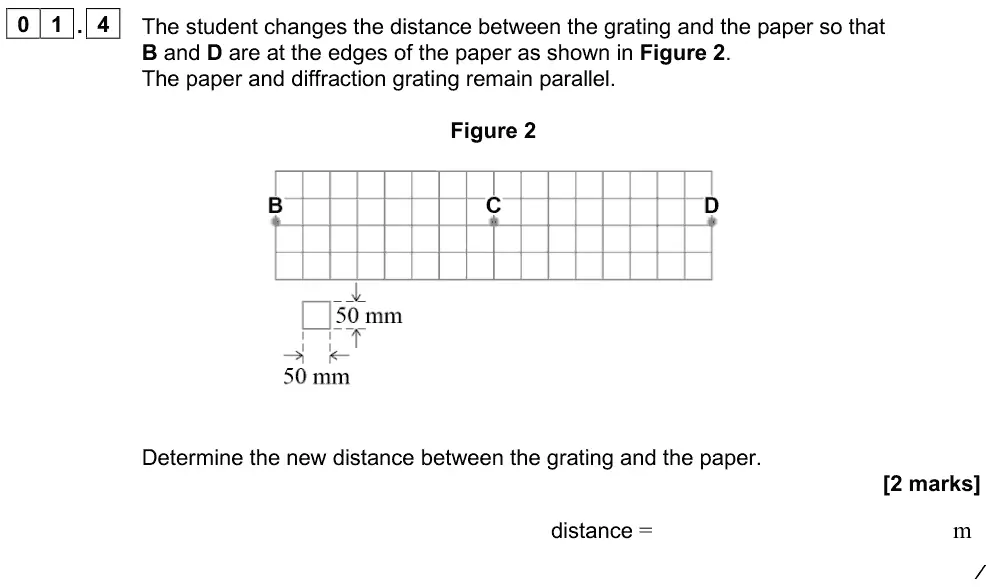 01.4 The student changes the distance between the grating and the paper so that
B and D are at the edges of the paper as shown in Figure 2.
The paper and diffraction grating remain parallel.
Figure 2
B C D
50 mm
50 mm
Determine the new distance between the grating and the paper.
[2 marks]
distance = m